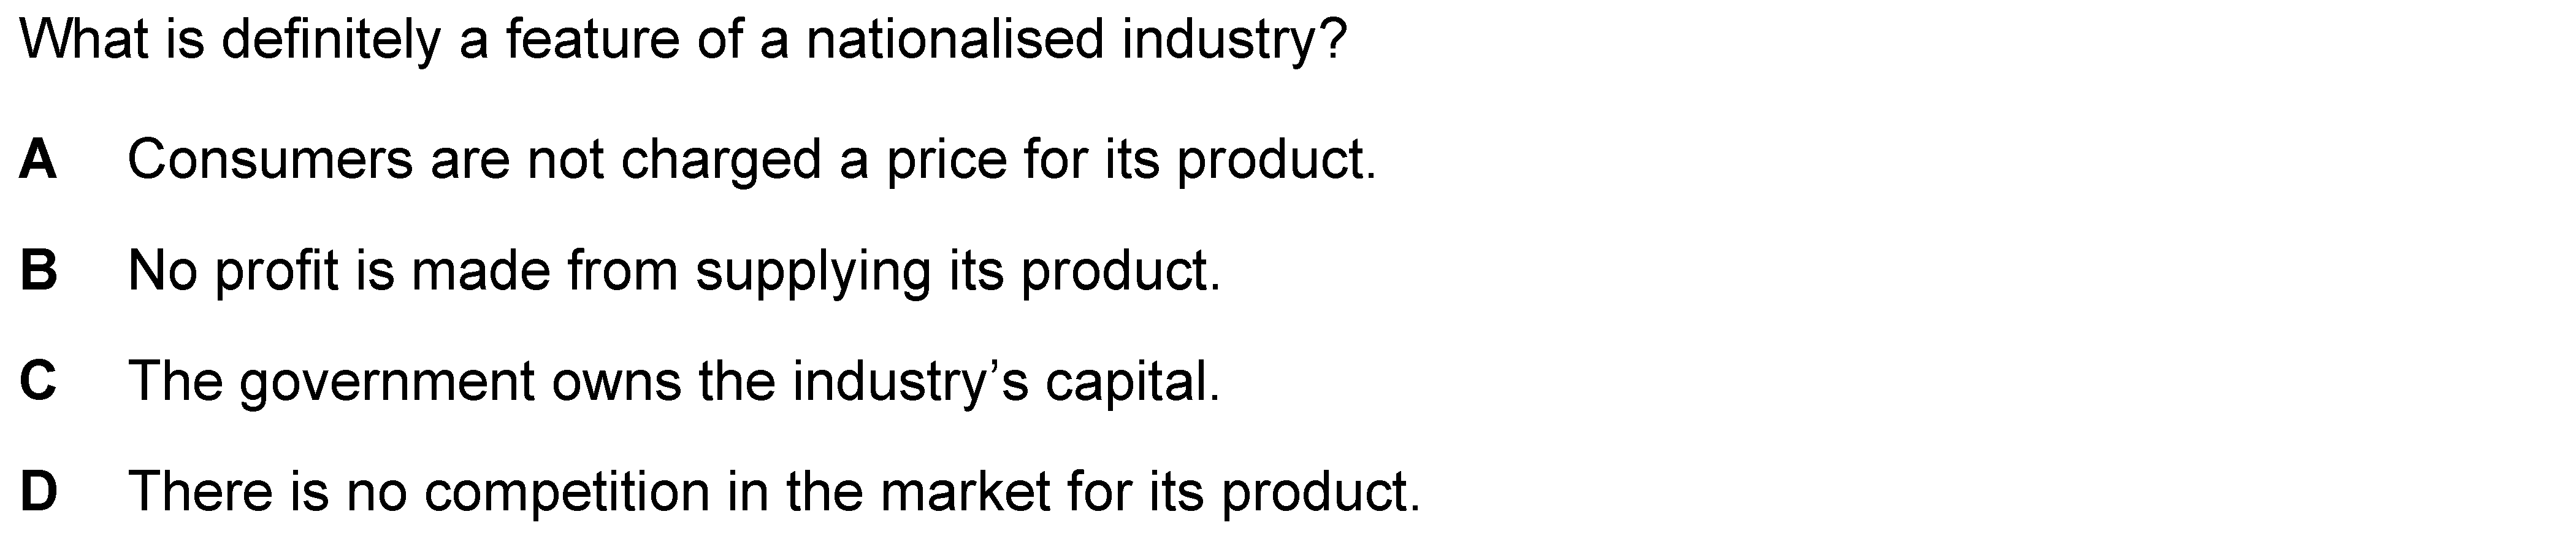 What is definitely a feature of a nationalised industry?
A Consumers are not charged a price for its product.
B No profit is made from supplying its product.
C The government owns the industry’s capital.
D There is no competition in the market for its product.